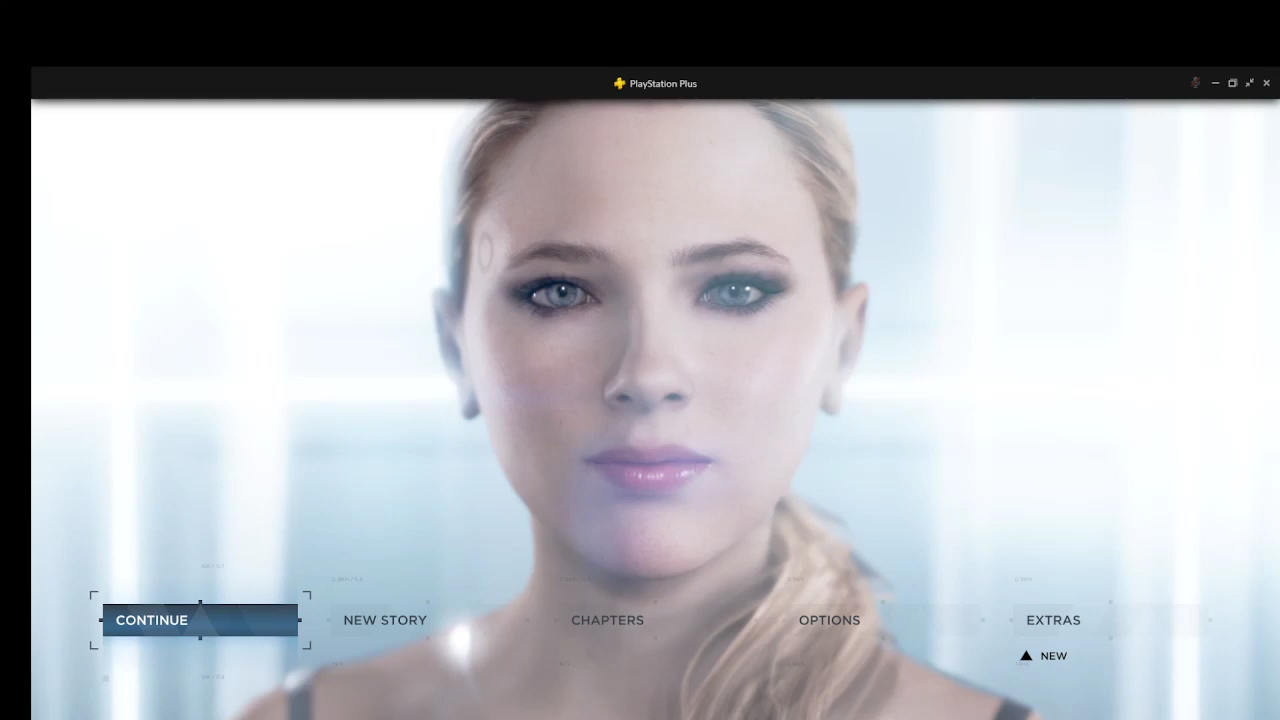 PlayStation Plus
CONTINUE
NEW STORY
CHAPTERS
OPTIONS
EXTRAS
NEW